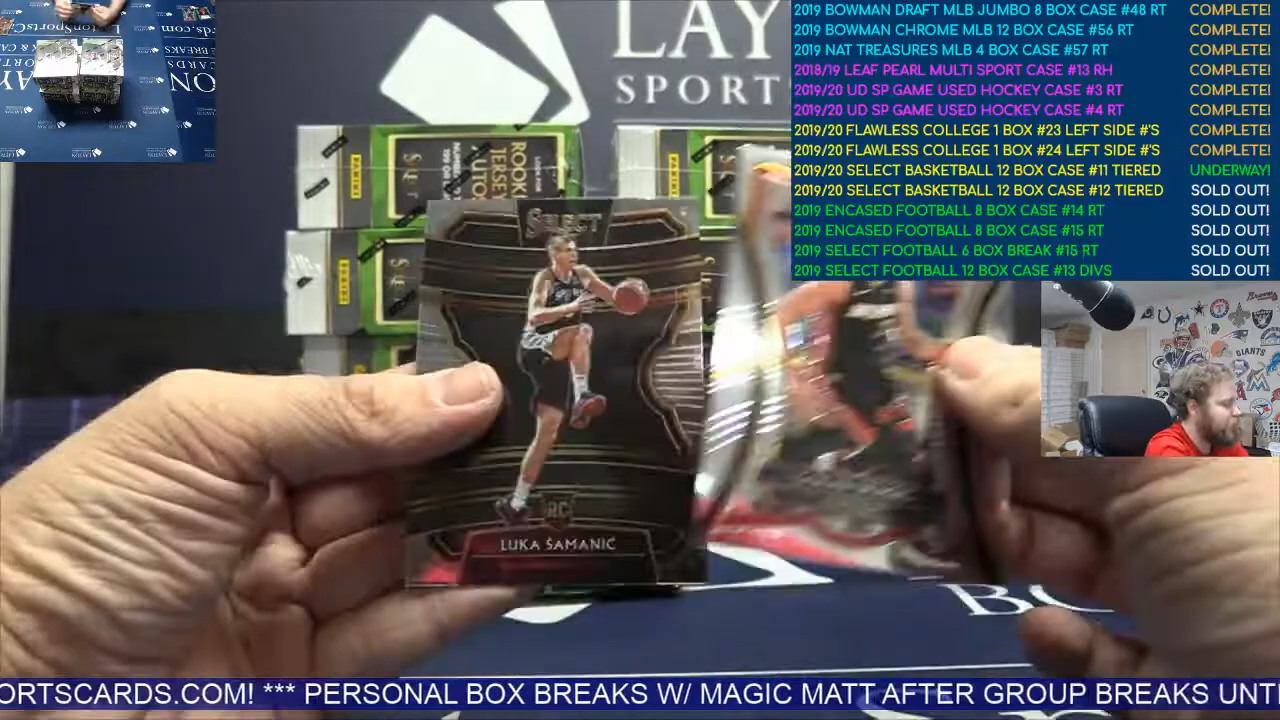 2019 BOWMAN DRAFT MLB JUMBO 8 BOX CASE #48 RT COMPLETE!
2019 BOWMAN CHROME MLB 12 BOX CASE #56 RT COMPLETE!
2019 NAT TREASURES MLB 4 BOX CASE #57 RT COMPLETE!
2018/19 LEAF PEARL MULTI SPORT CASE #13 RH COMPLETE!
2019/20 UD SP GAME USED HOCKEY CASE #3 RT COMPLETE!
2019/20 UD SP GAME USED HOCKEY CASE #4 RT COMPLETE!
2019/20 FLAWLESS COLLEGE 1 BOX #23 LEFT SIDE #'S COMPLETE!
2019/20 FLAWLESS COLLEGE 1 BOX #24 LEFT SIDE #'S COMPLETE!
2019/20 SELECT BASKETBALL 12 BOX CASE #11 TIERED UNDERWAY!
2019/20 SELECT BASKETBALL 12 BOX CASE #12 TIERED SOLD OUT!
2019 ENCASED FOOTBALL 8 BOX CASE #14 RT SOLD OUT!
2019 ENCASED FOOTBALL 8 BOX CASE #15 RT SOLD OUT!
2019 SELECT FOOTBALL 6 BOX BREAK #15 RT SOLD OUT!
2019 SELECT FOOTBALL 12 BOX CASE #13 DIVS SOLD OUT!
LAY
SPORT
PANINI
PANINI
SELECT
RC
LUKA ŠAMANIĆ
GIANTS
ORTSCARDS.COM! *** PERSONAL BOX BREAKS W/ MAGIC MATT AFTER GROUP BREAKS UNTI